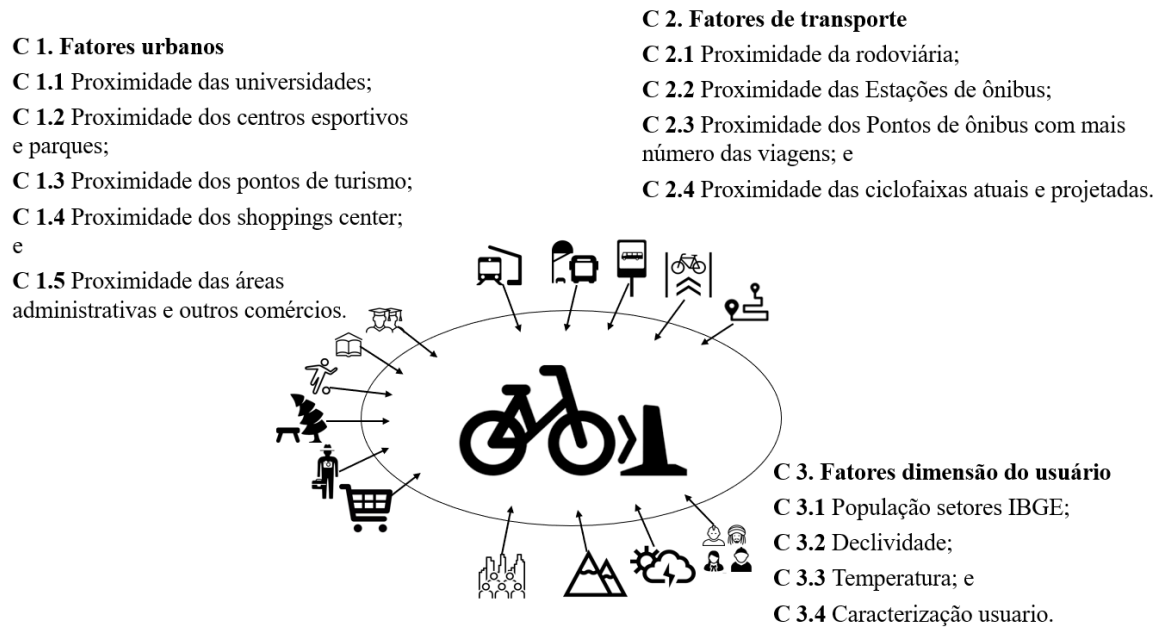 C 1. Fatores urbanos
C 1.1 Proximidade das universidades;
C 1.2 Proximidade dos centros esportivos
e parques;
C 1.3 Proximidade dos pontos de turismo;
C 1.4 Proximidade dos shoppings center;
e
C 1.5 Proximidade das áreas
administrativas e outros comércios.
C 2. Fatores de transporte
C 2.1 Proximidade da rodoviária;
C 2.2 Proximidade das Estações de ônibus;
C 2.3 Proximidade dos Pontos de ônibus com mais
número das viagens; e
C 2.4 Proximidade das ciclofaixas atuais e projetadas.
C 3. Fatores dimensão do usuário
C 3.1 População setores IBGE;
C 3.2 Declividade;
C 3.3 Temperatura; e
C 3.4 Caracterização usuario.